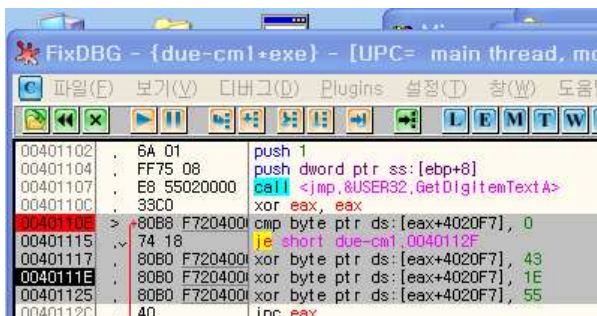 FixDBG - {due-cm1*exe} - [UPC= main thread, mo
C 파일(F) 보기(V) 디버그(D) Plugins 설정(T) 창(W) 도움말
L E M T W
00401102 . 6A 01 push 1
00401104 . FF75 08 push dword ptr ss:[ebp+8]
00401107 . E8 55020000 call <jmp.&USER32.GetDlgItemTextA>
0040110C . 33C0 xor eax, eax
0040110E > 80B8 F7204000 cmp byte ptr ds:[eax+4020F7], 0
00401115 .v 74 18 je short due-cm1.0040112F
00401117 . 80B0 F7204000 xor byte ptr ds:[eax+4020F7], 43
0040111E . 80B0 F7204000 xor byte ptr ds:[eax+4020F7], 1E
00401125 . 80B0 F7204000 xor byte ptr ds:[eax+4020F7], 55
0040112C . 40 inc eax